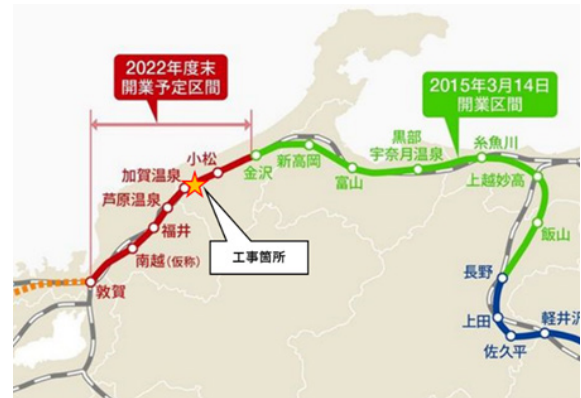 2022年度末
開業予定区間
2015年3月14日
開業区間
小松
加賀温泉
芦原温泉
福井
南越(仮称)
敦賀
金沢
新高岡
富山
黒部
宇奈月温泉
糸魚川
上越妙高
飯山
長野
上田
佐久平
軽井沢
工事箇所